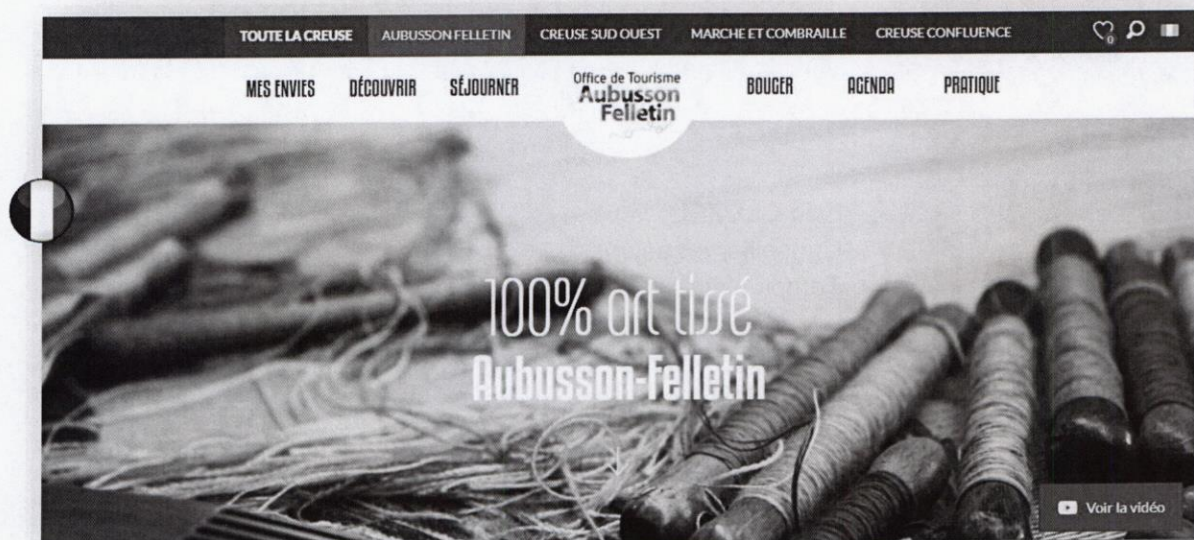 TOUTE LA CREUSE AUBUSSON FELLETIN CREUSE SUD OUEST MARCHE ET COMBRAILLE CREUSE CONFLUENCE 0
MES ENVIES DÉCOUVRIR SÉJOURNER
Office de Tourisme
Aubusson
Felletin
BOUGER AGENDA PRATIQUE
100% art tissé
Aubusson-Felletin
Voir la vidéo